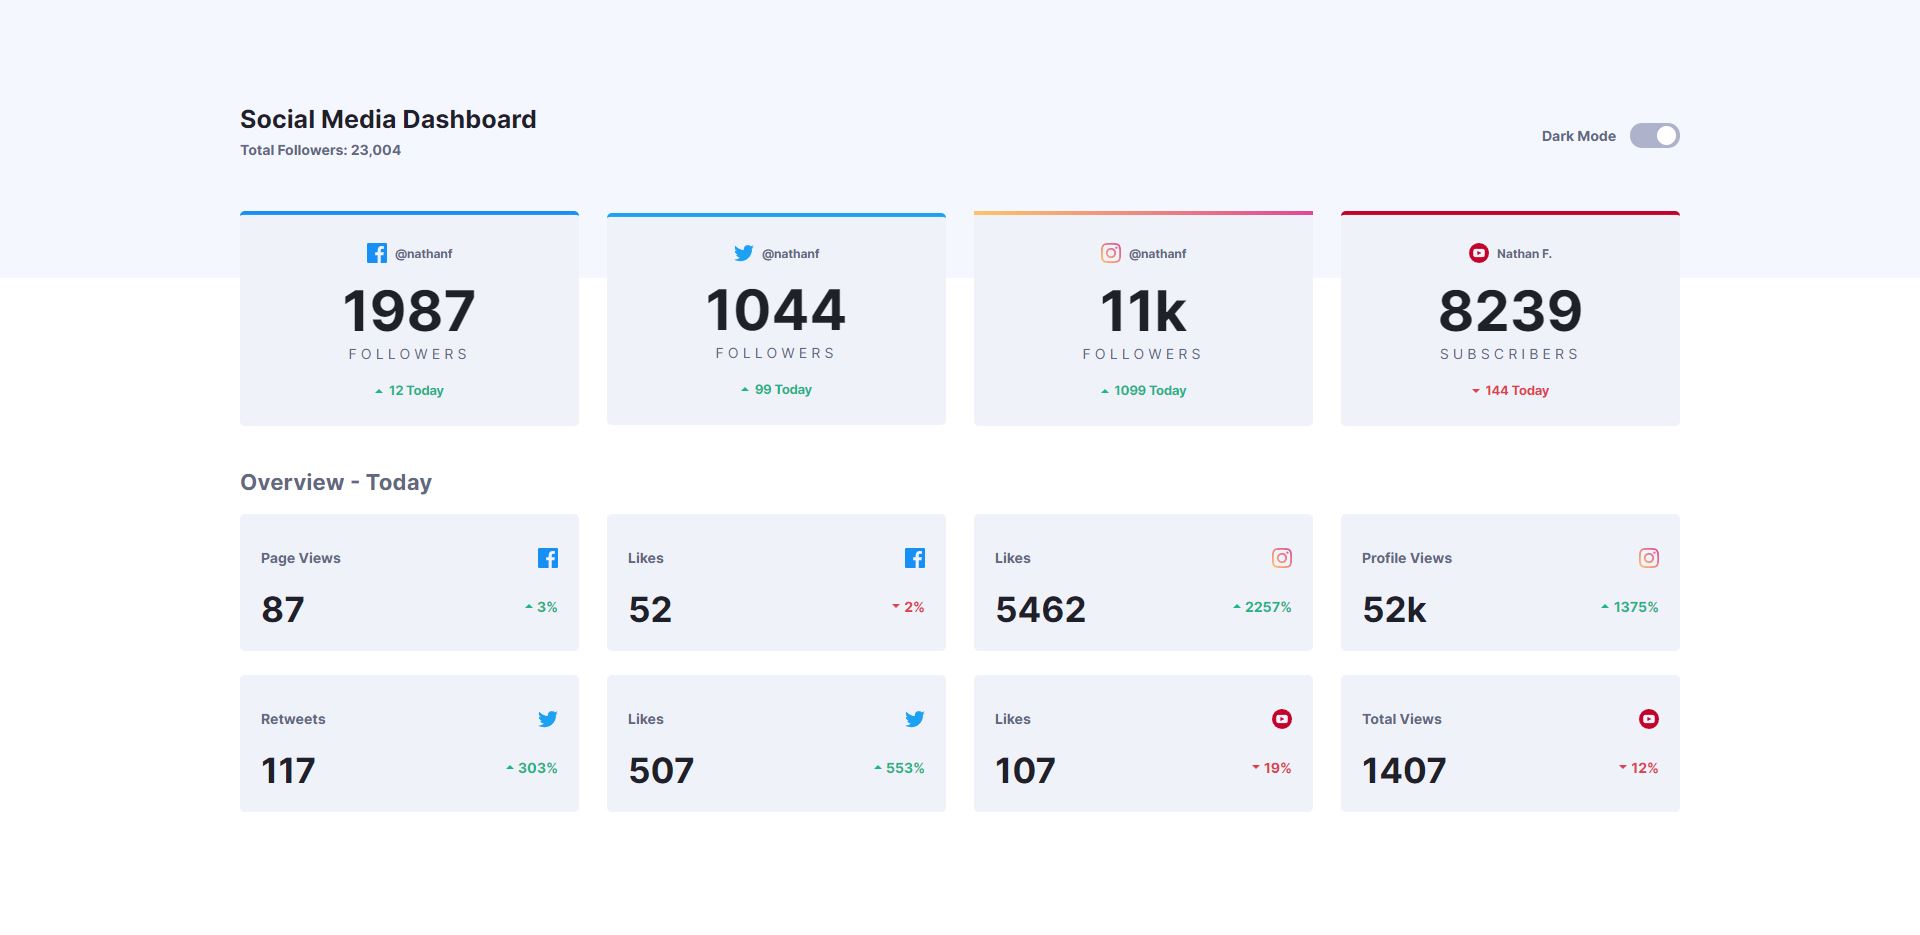 Social Media Dashboard
Total Followers: 23,004
Dark Mode
@nathanf
1987
FOLLOWERS
12 Today
@nathanf
1044
FOLLOWERS
99 Today
@nathanf
11k
FOLLOWERS
1099 Today
Nathan F.
8239
SUBSCRIBERS
144 Today
Overview - Today
Page Views
87
3%
Likes
52
2%
Likes
5462
2257%
Profile Views
52k
1375%
Retweets
117
303%
Likes
507
553%
Likes
107
19%
Total Views
1407
12%